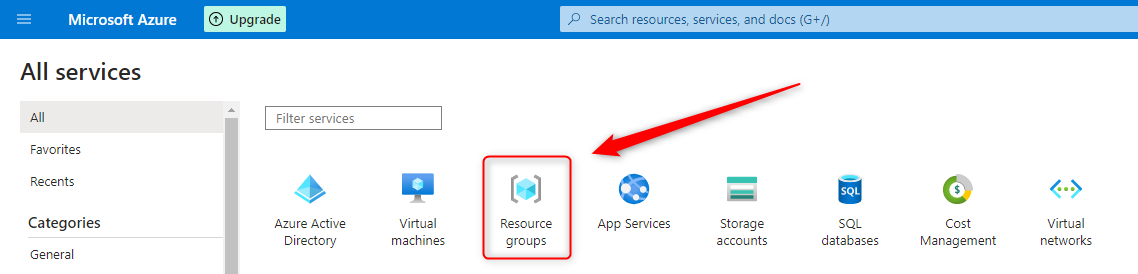 Microsoft Azure
Upgrade
Search resources, services, and docs (G+/)
All services
All
Favorites
Recents
Categories
General
Filter services
Azure Active
Directory
Virtual
machines
Resource
groups
App Services
Storage
accounts
SQL
SQL
databases
$
Cost
Management
Virtual
networks